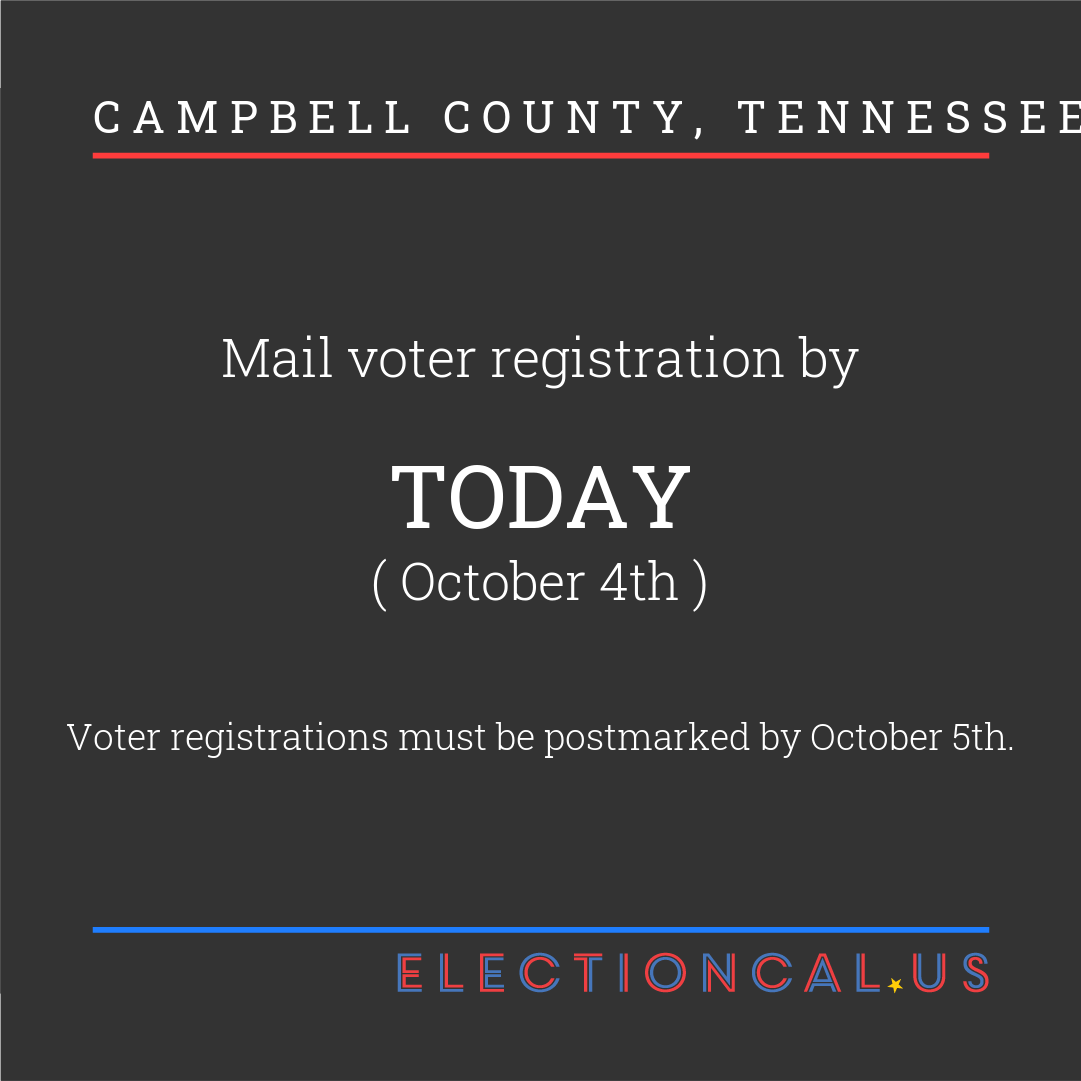 CAMPBELL COUNTY, TENNESSEE
Mail voter registration by
TODAY
( October 4th )
Voter registrations must be postmarked by October 5th.
ELECTIONCAL.US